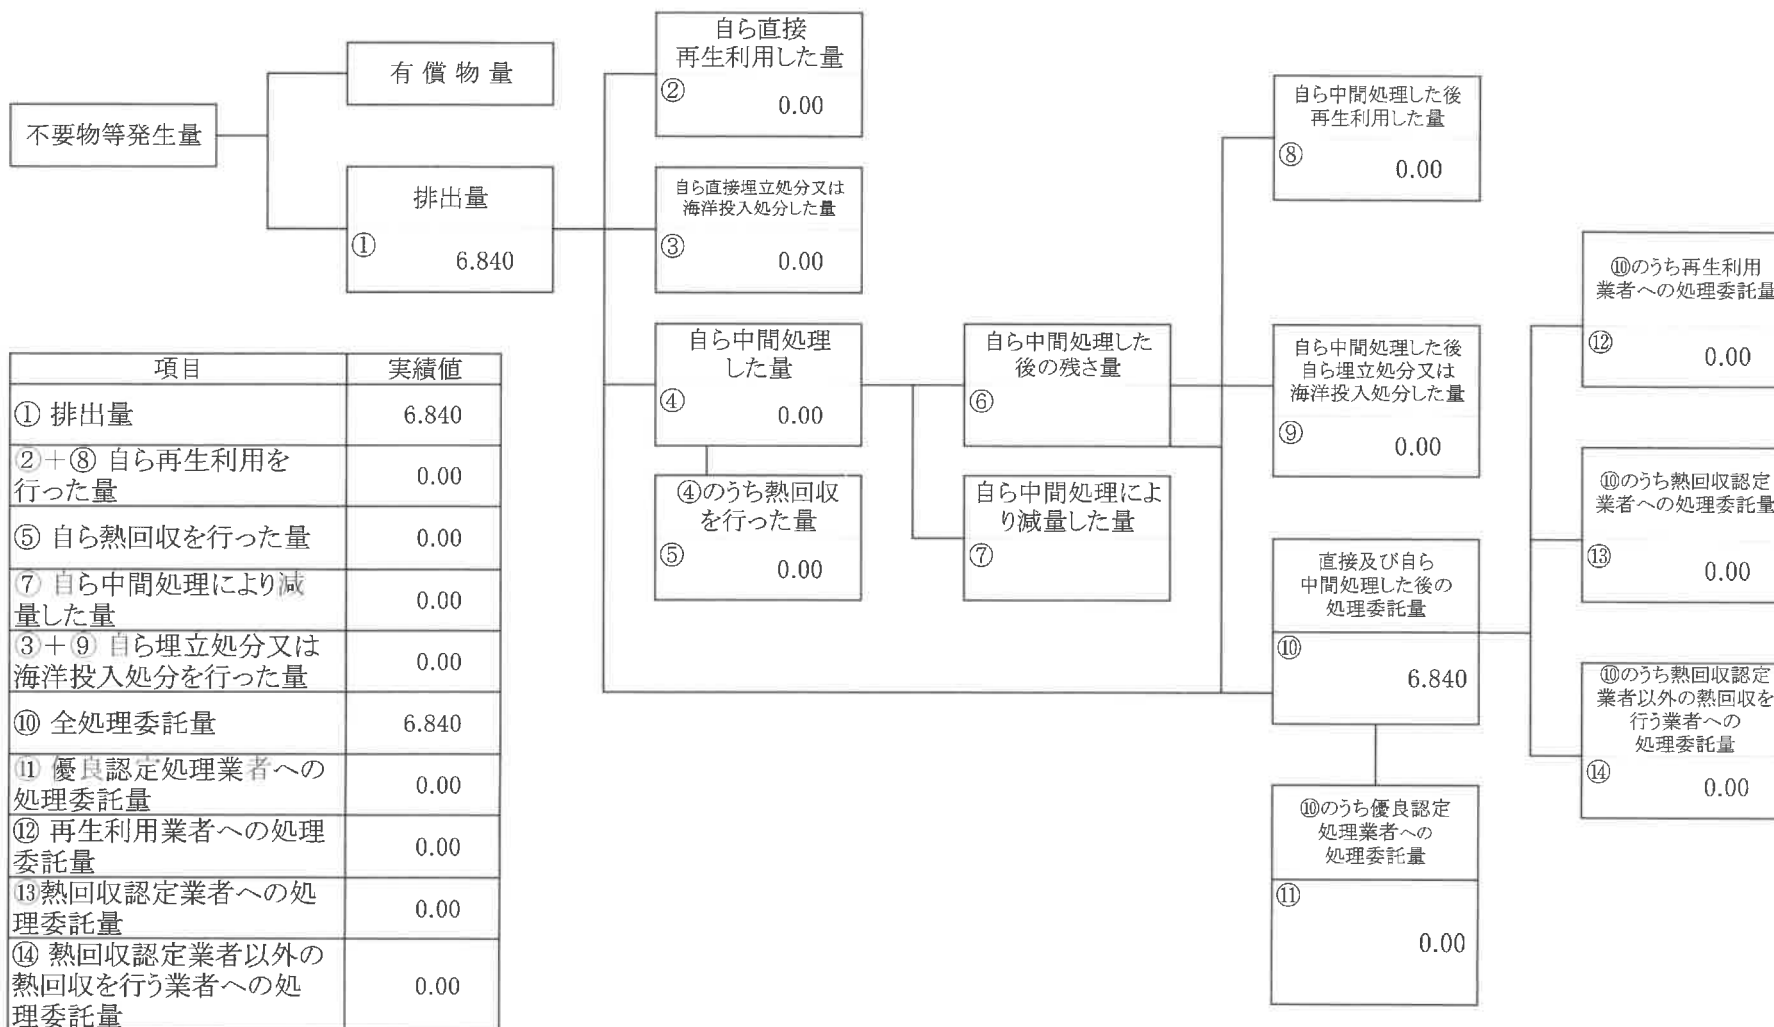 不要物等発生量
有償物量
排出量
①
6.840
自ら直接
再生利用した量
②
0.00
自ら直接埋立処分又は
海洋投入処分した量
③
0.00
自ら中間処理
した量
④
0.00
④のうち熱回収
を行った量
⑤
0.00
自ら中間処理した
後の残さ量
⑥
自ら中間処理によ
り減量した量
⑦
自ら中間処理した後
再生利用した量
⑧
0.00
自ら中間処理した後
自ら埋立処分又は
海洋投入処分した量
⑨
0.00
直接及び自ら
中間処理した後の
処理委託量
⑩
6.840
⑩のうち優良認定
処理業者への
処理委託量
⑪
0.00
⑩のうち再生利用
業者への処理委託量
⑫
0.00
⑩のうち熱回収認定
業者への処理委託量
⑬
0.00
⑩のうち熱回収認定
業者以外の熱回収を
行う業者への
処理委託量
⑭
0.00
項目 実績値
① 排出量 6.840
②+⑧ 自ら再生利用を
行った量 0.00
⑤ 自ら熱回収を行った量 0.00
⑦ 自ら中間処理により減
量した量 0.00
③+⑨ 自ら埋立処分又は
海洋投入処分を行った量 0.00
⑩ 全処理委託量 6.840
⑪ 優良認定処理業者への
処理委託量 0.00
⑫ 再生利用業者への処理
委託量 0.00
⑬熱回収認定業者への処
理委託量 0.00
⑭ 熱回収認定業者以外の
熱回収を行う業者への処
理委託量 0.00